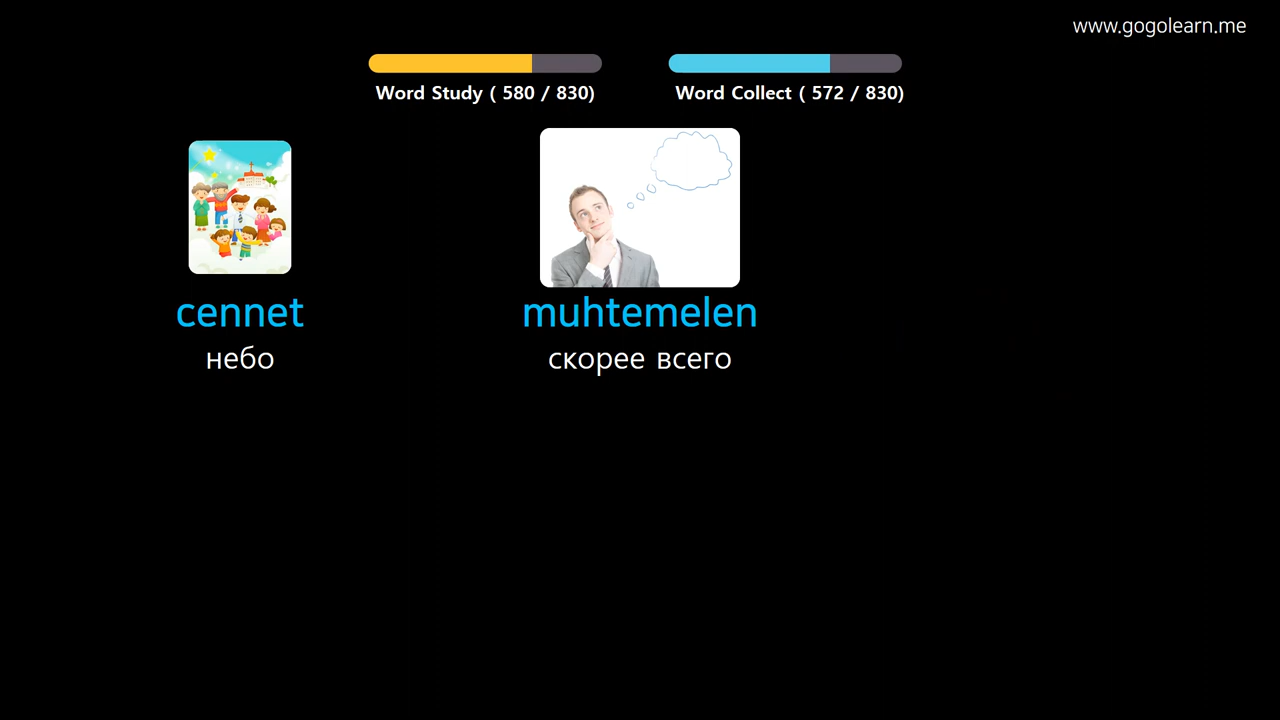 www.gogolearn.me
Word Study ( 580 / 830)
Word Collect ( 572 / 830)
cennet
небо
muhtemelen
скорее всего